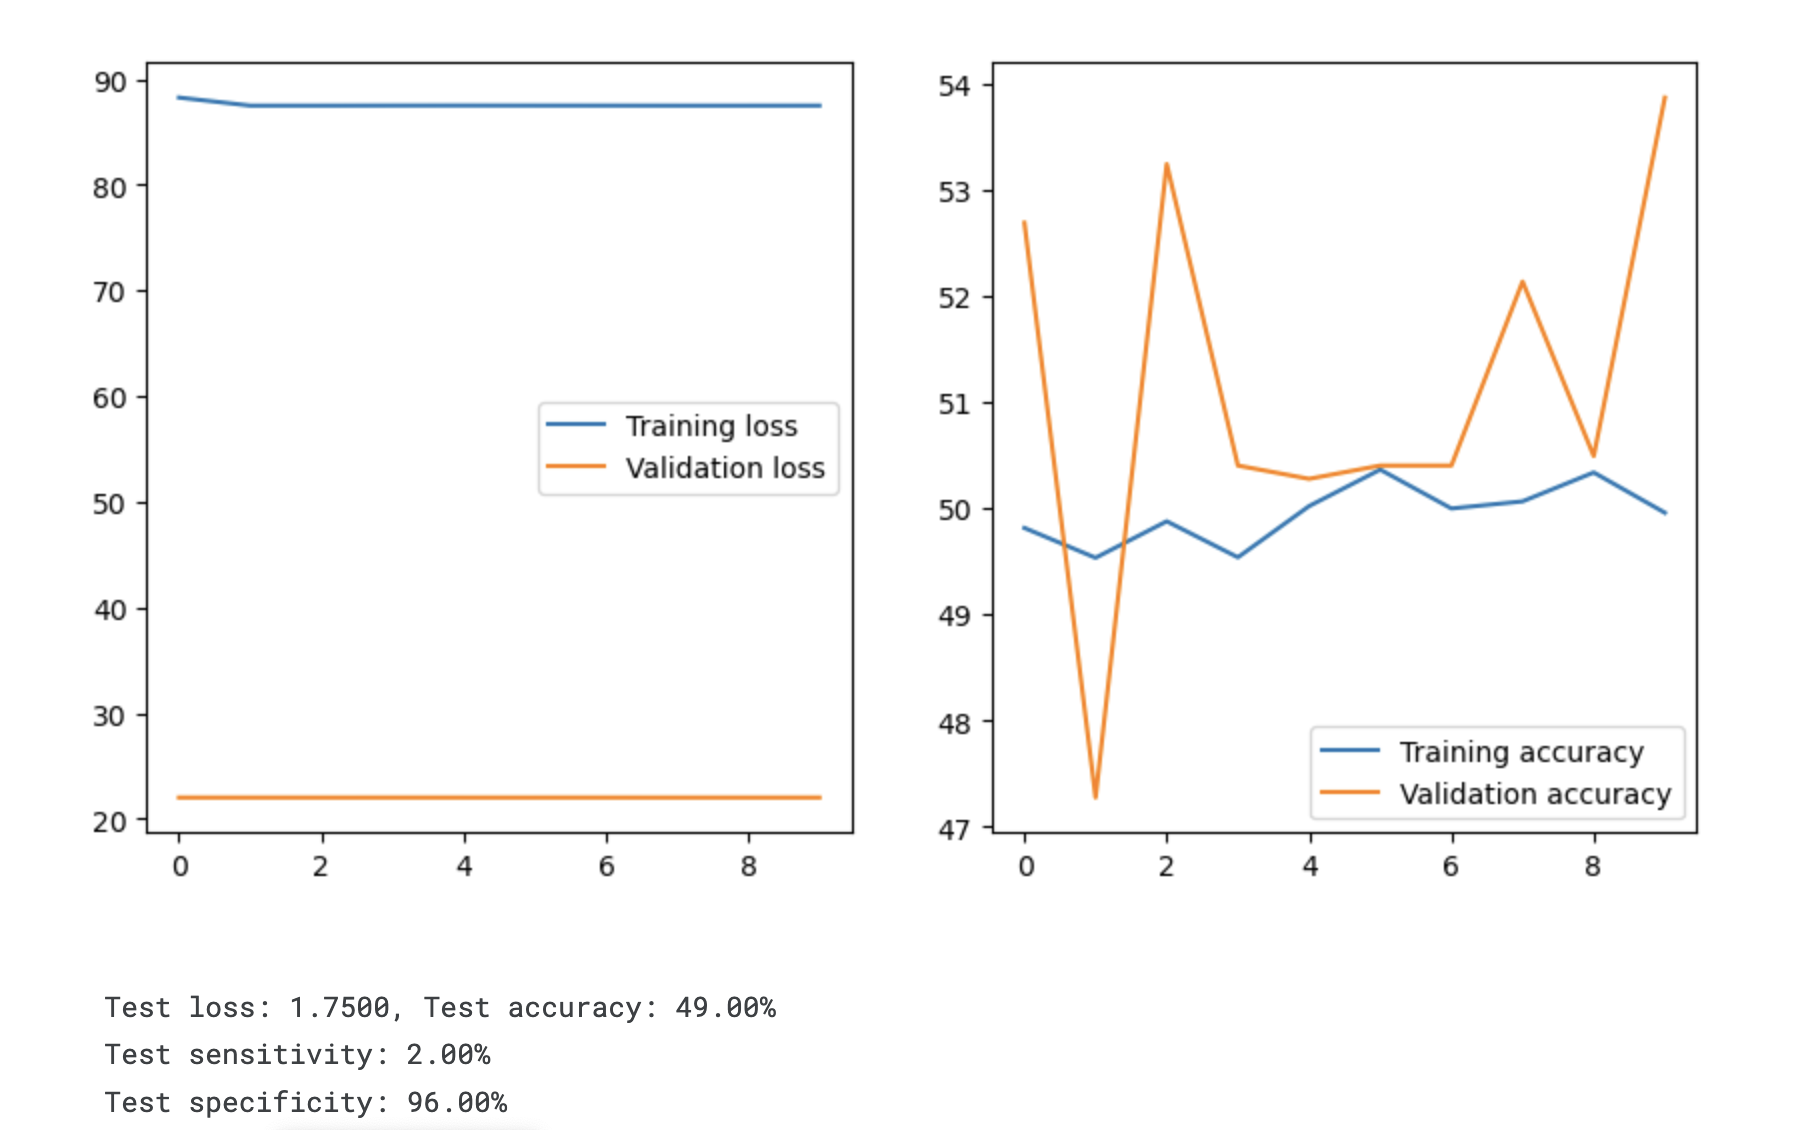 90
80
70
60
50
40
30
20
0 2 4 6 8
Training loss
Validation loss
54
53
52
51
50
49
48
47
0 2 4 6 8
Training accuracy
Validation accuracy
Test loss: 1.7500, Test accuracy: 49.00%
Test sensitivity: 2.00%
Test specificity: 96.00%